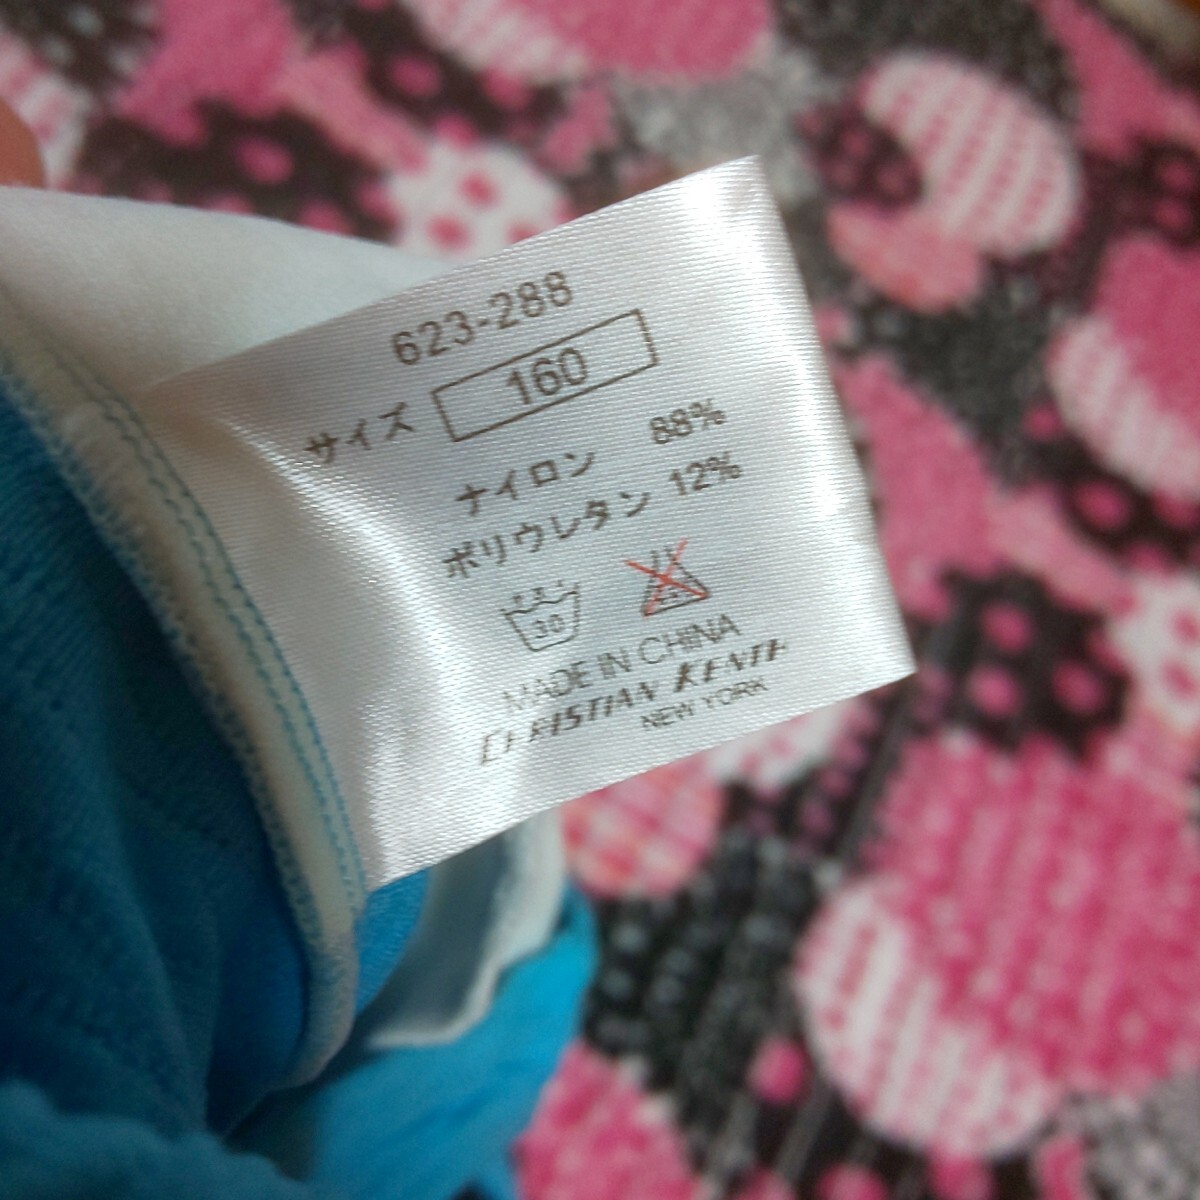 623-288
サイズ 160
ナイロン 88%
ポリウレタン 12%
30
MADE IN CHINA
CHRISTIAN KENTH
NEW YORK